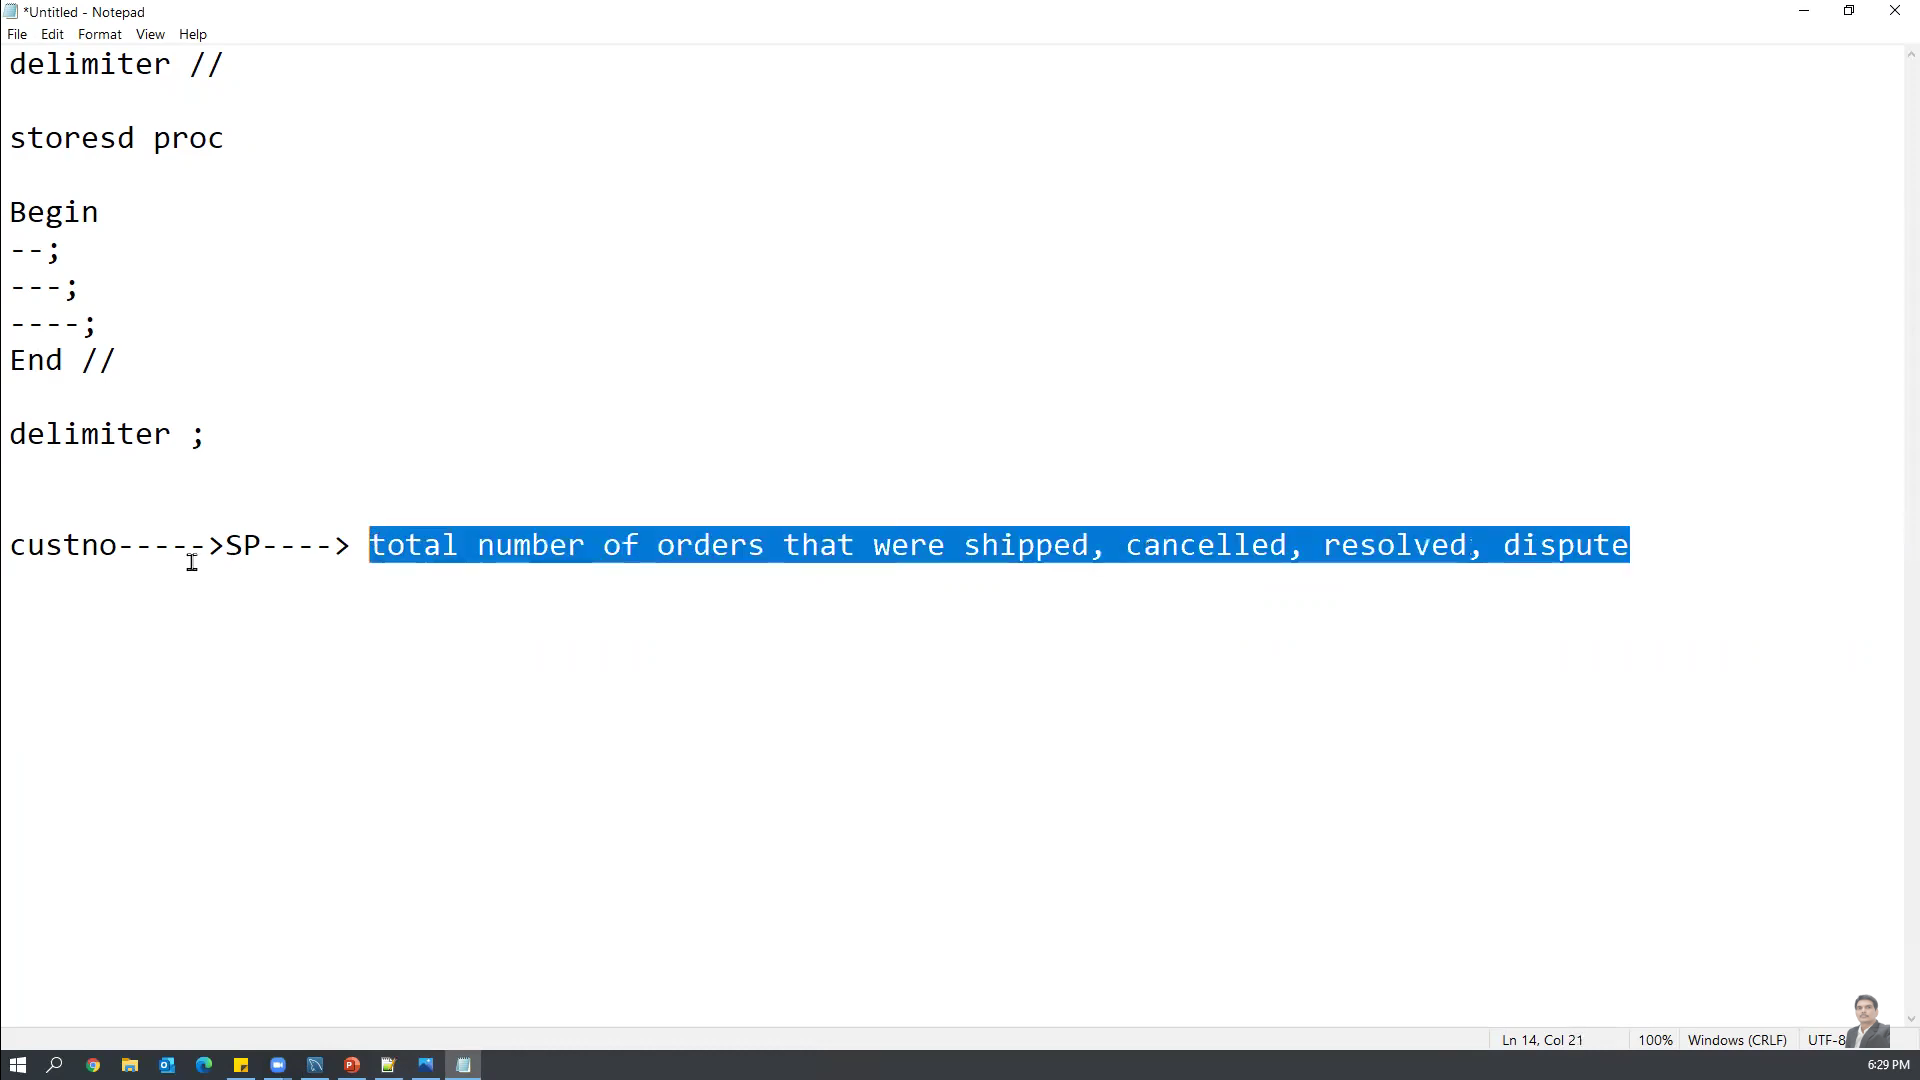 *Untitled - Notepad
File Edit Format View Help
delimiter //
storesd proc
Begin
--;
---;
----;
End //
delimiter ;
custno----->SP----> total number of orders that were shipped, cancelled, resolved, dispute
Ln 14, Col 21 100% Windows (CRLF) UTF-8
6:29 PM